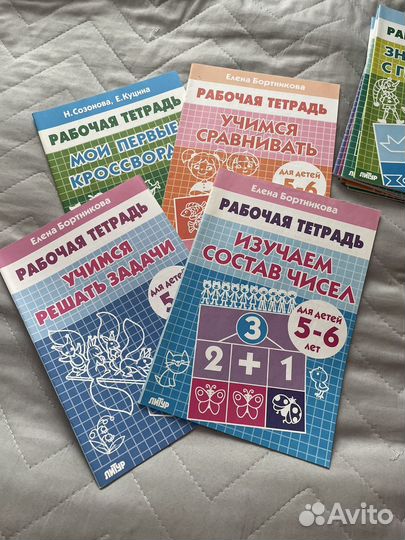 Н. Созонова, Е. Куцина
РАБОЧАЯ ТЕТРАДЬ
МОИ ПЕРВЫЕ
Елена Бортникова
РАБОЧАЯ ТЕТРАДЬ
УЧИМСЯ
СРАВНИВАТЬ
для детей
5-6
Елена Бортникова
РАБОЧАЯ ТЕТРАДЬ
УЧИМСЯ
РЕШАТЬ ЗАДАЧИ
для детей
ЛИТУР
Елена Бортникова
РАБОЧАЯ ТЕТРАДЬ
ИЗУЧАЕМ
СОСТАВ ЧИСЕЛ
для детей
5-6
лет
3
2 + 1
ЛИТУР
ЛИТУР
Avito